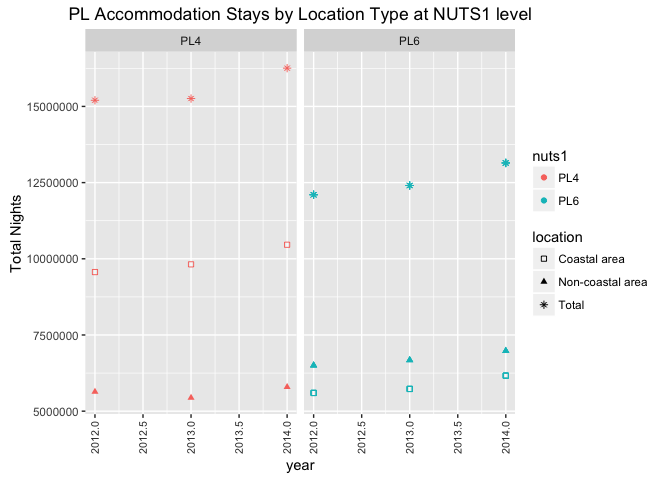 PL Accommodation Stays by Location Type at NUTS1 level
PL4
PL6
Total Nights
15000000
12500000
10000000
7500000
5000000
2012.0
2012.5
2013.0
2013.5
2014.0
2012.0
2012.5
2013.0
2013.5
2014.0
year
nuts1
PL4
PL6
location
Coastal area
Non-coastal area
Total